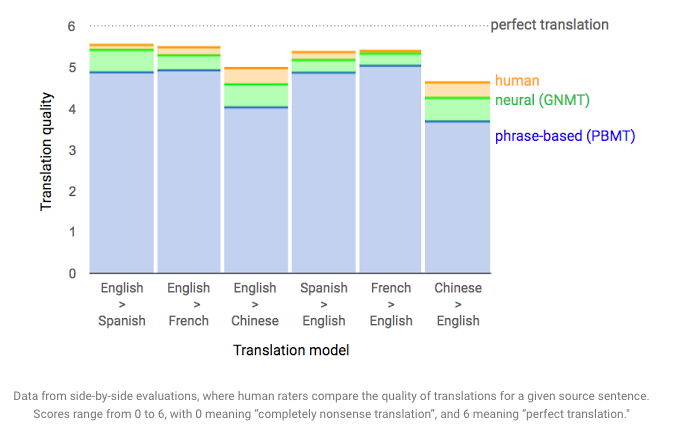 6
perfect translation
5
human
neural (GNMT)
4
phrase-based (PBMT)
3
2
1
0
Translation quality
English > Spanish
English > French
English > Chinese
Spanish > English
French > English
Chinese > English
Translation model
Data from side-by-side evaluations, where human raters compare the quality of translations for a given source sentence.
Scores range from 0 to 6, with 0 meaning “completely nonsense translation”, and 6 meaning “perfect translation."